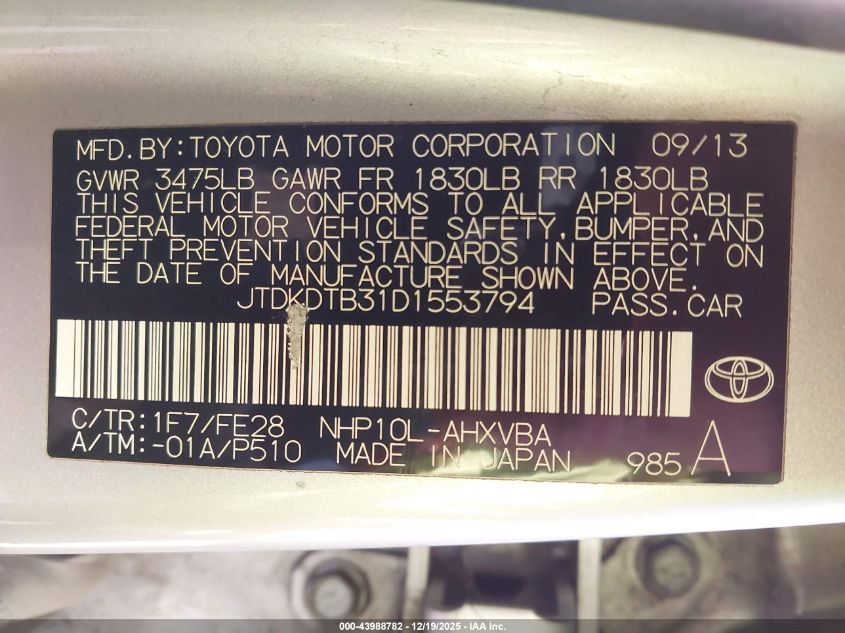 MFD.BY:TOYOTA MOTOR CORPORATION 09/13
GVWR 3475LB GAWR FR 1830LB RR 1830LB
THIS VEHICLE CONFORMS TO ALL APPLICABLE
FEDERAL MOTOR VEHICLE SAFETY,BUMPER,AND
THEFT PREVENTION STANDARDS IN EFFECT ON
THE DATE OF MANUFACTURE SHOWN ABOVE.
JTDKDTB31D1553794 PASS.CAR
C/TR:1F7/FE28 NHP10L-AHXVBA
A/TM:-01A/P510 MADE IN JAPAN 985 A
000-43988782 - 12/19/2025 - IAA Inc.